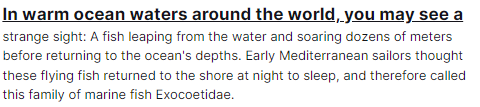 In warm ocean waters around the world, you may see a
strange sight: A fish leaping from the water and soaring dozens of meters
before returning to the ocean's depths. Early Mediterranean sailors thought
these flying fish returned to the shore at night to sleep, and therefore called
this family of marine fish Exocoetidae.